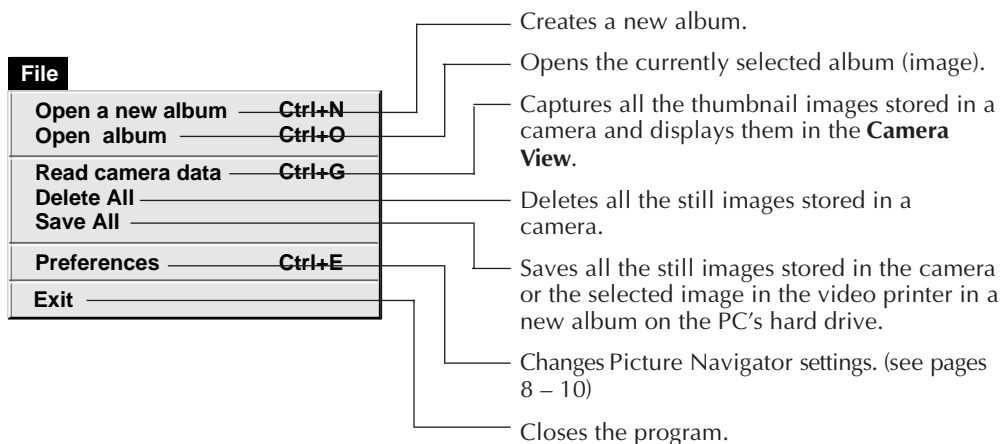 File
Open a new album Ctrl+N
Open album Ctrl+O
Read camera data Ctrl+G
Delete All
Save All
Preferences Ctrl+E
Exit
Creates a new album.
Opens the currently selected album (image).
Captures all the thumbnail images stored in a
camera and displays them in the Camera
View.
Deletes all the still images stored in a
camera.
Saves all the still images stored in the camera
or the selected image in the video printer in a
new album on the PC’s hard drive.
Changes Picture Navigator settings. (see pages
8 – 10)
Closes the program.